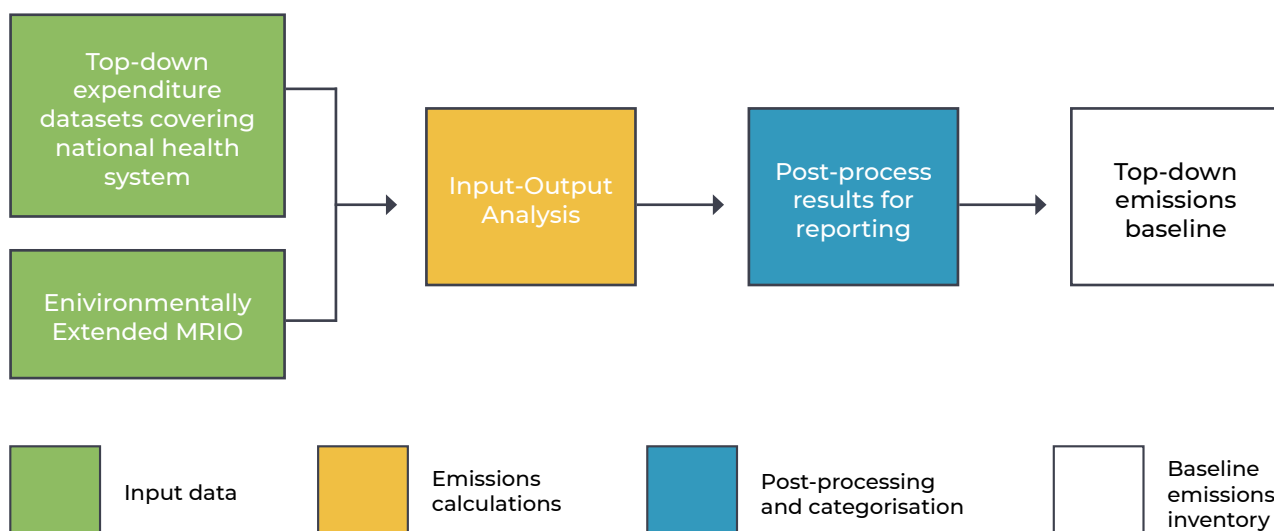 Top-down
expenditure
datasets covering
national health
system
Enivironmentally
Extended MRIO
Input-Output
Analysis
Post-process
results for
reporting
Top-down
emissions
baseline
Input data
Emissions
calculations
Post-processing
and categorisation
Baseline
emissions
inventory